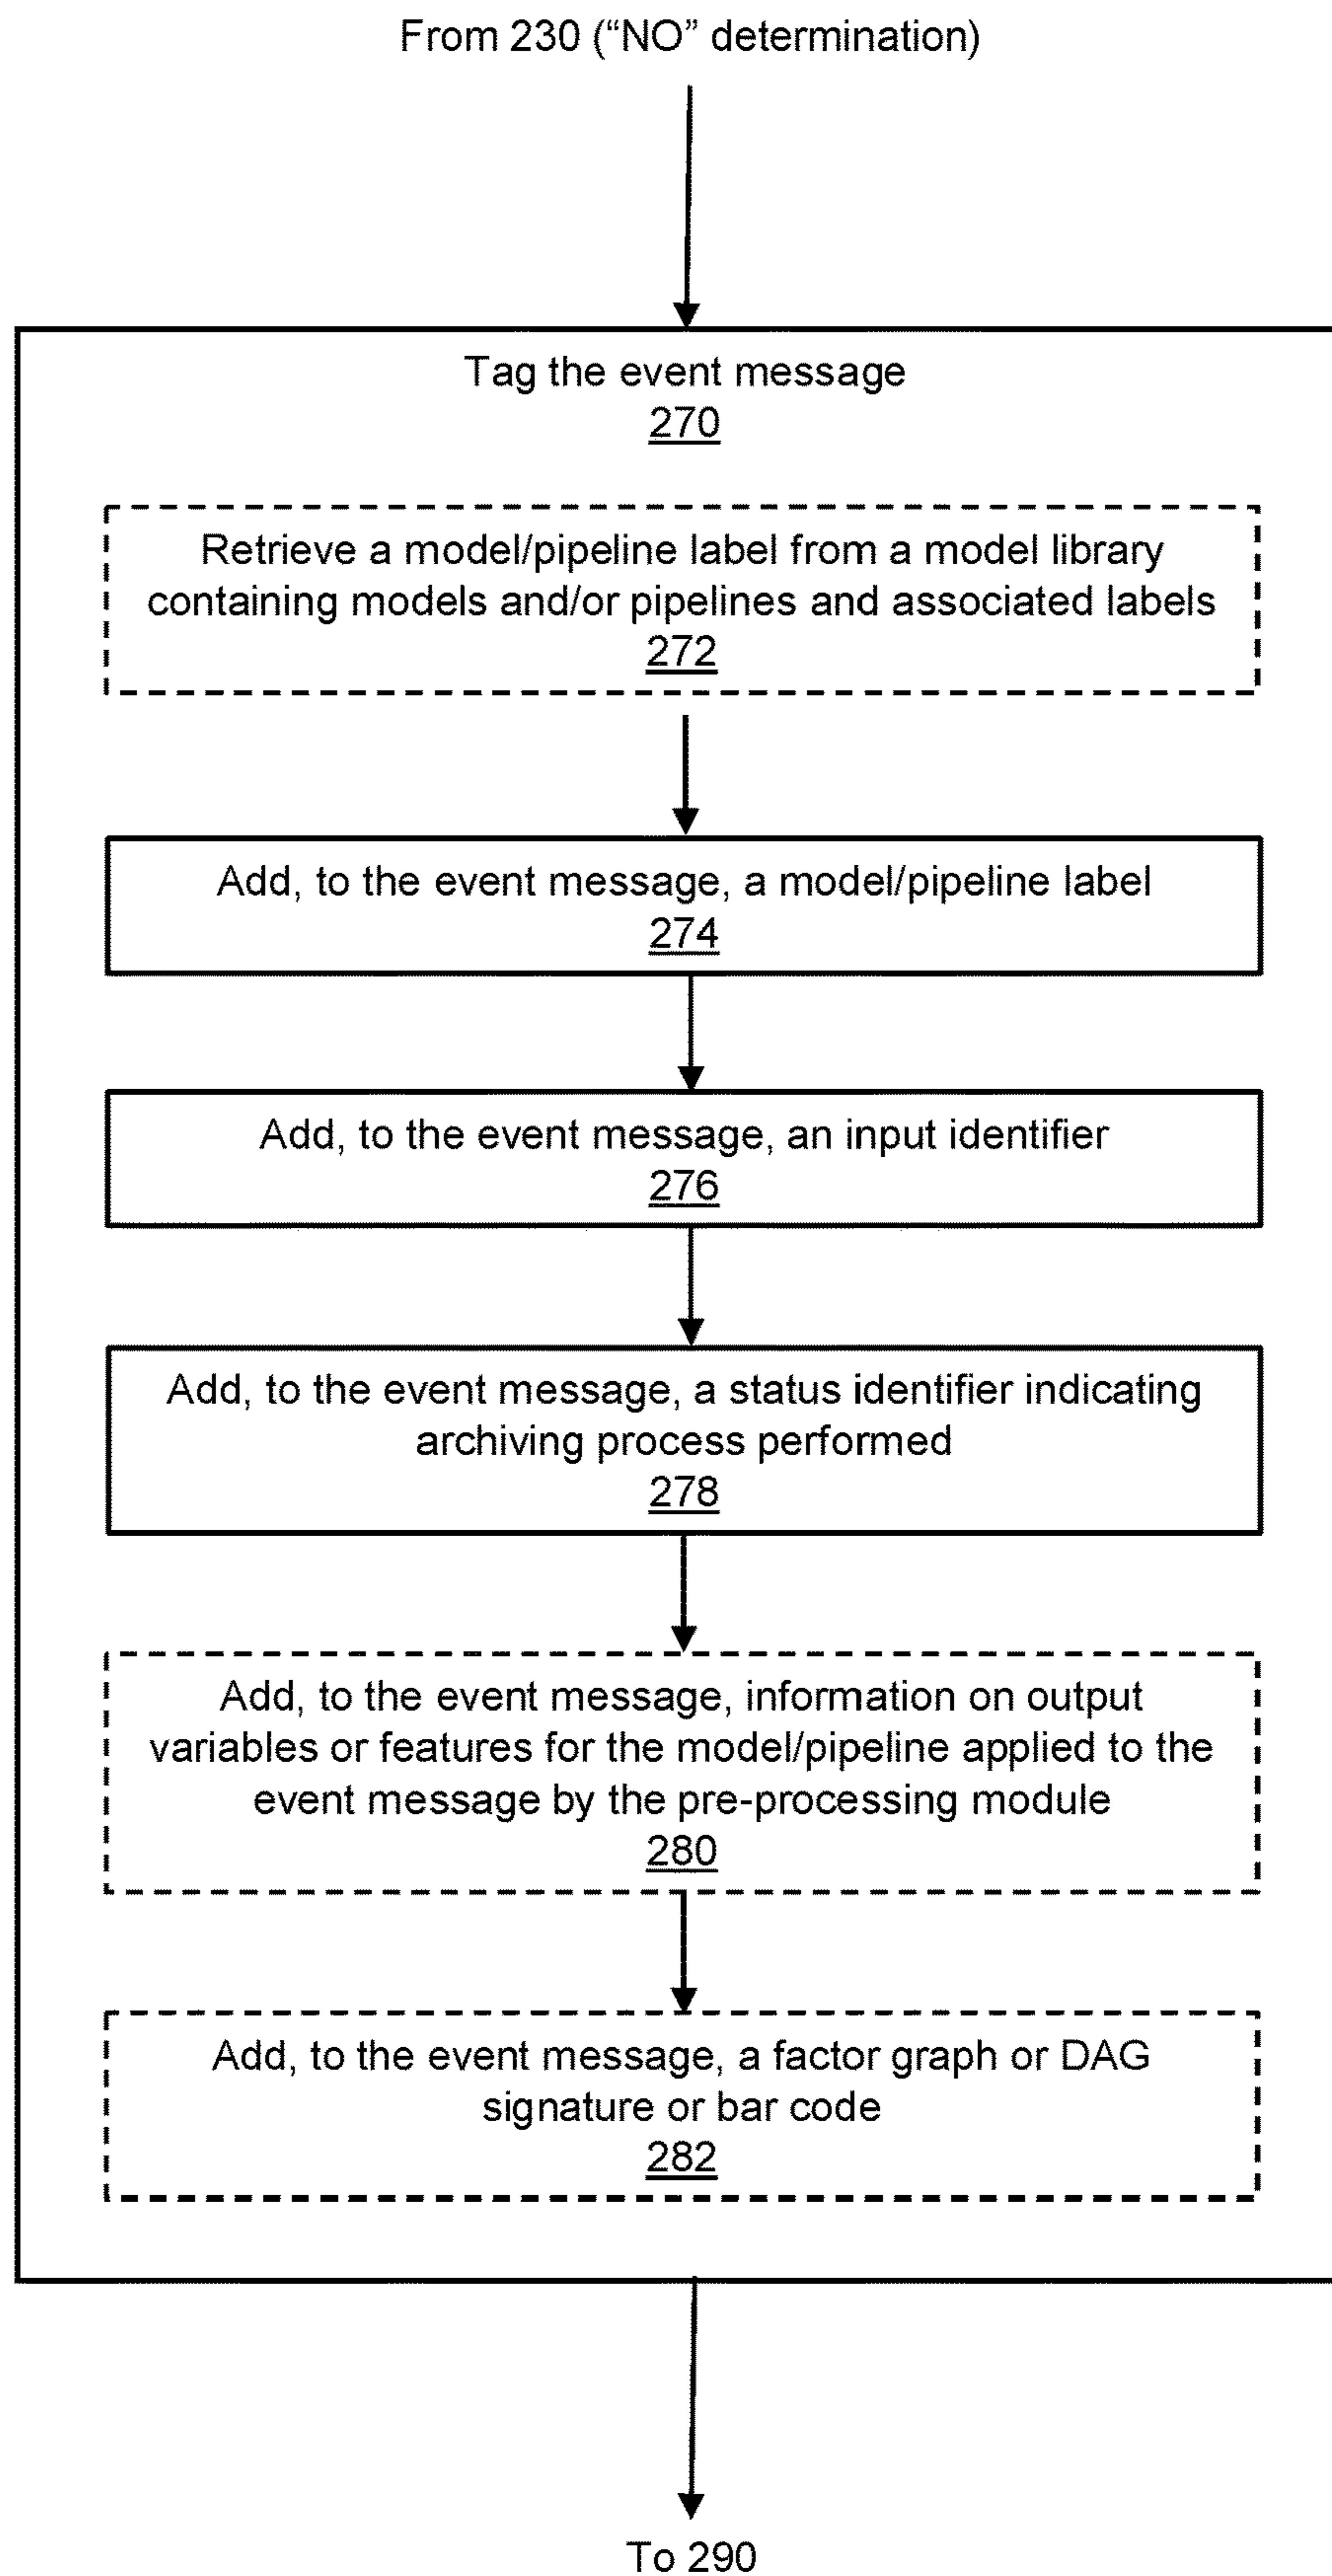 From 230 (“NO” determination)
Tag the event message
270
Retrieve a model/pipeline label from a model library
containing models and/or pipelines and associated labels
272
Add, to the event message, a model/pipeline label
274
Add, to the event message, an input identifier
276
Add, to the event message, a status identifier indicating
archiving process performed
278
Add, to the event message, information on output
variables or features for the model/pipeline applied to the
event message by the pre-processing module
280
Add, to the event message, a factor graph or DAG
signature or bar code
282
To 290